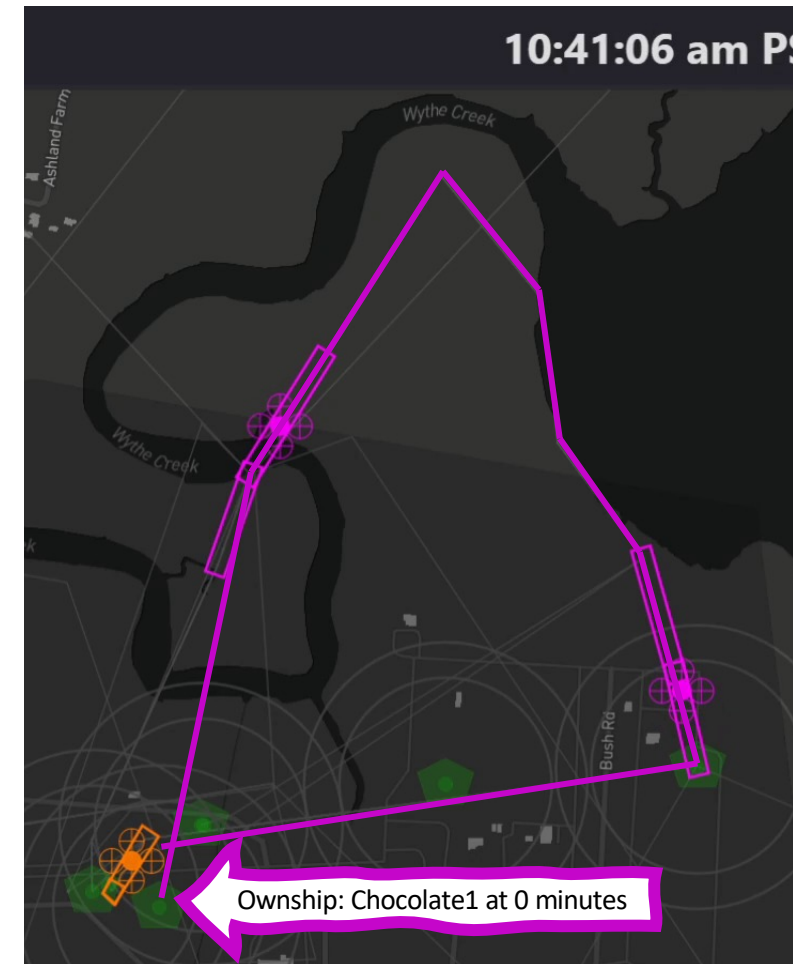 10:41:06 am PS
Ashland Farm
Wythe Creek
Wythe Creek
k
Bush Rd
Ownship: Chocolate1 at 0 minutes